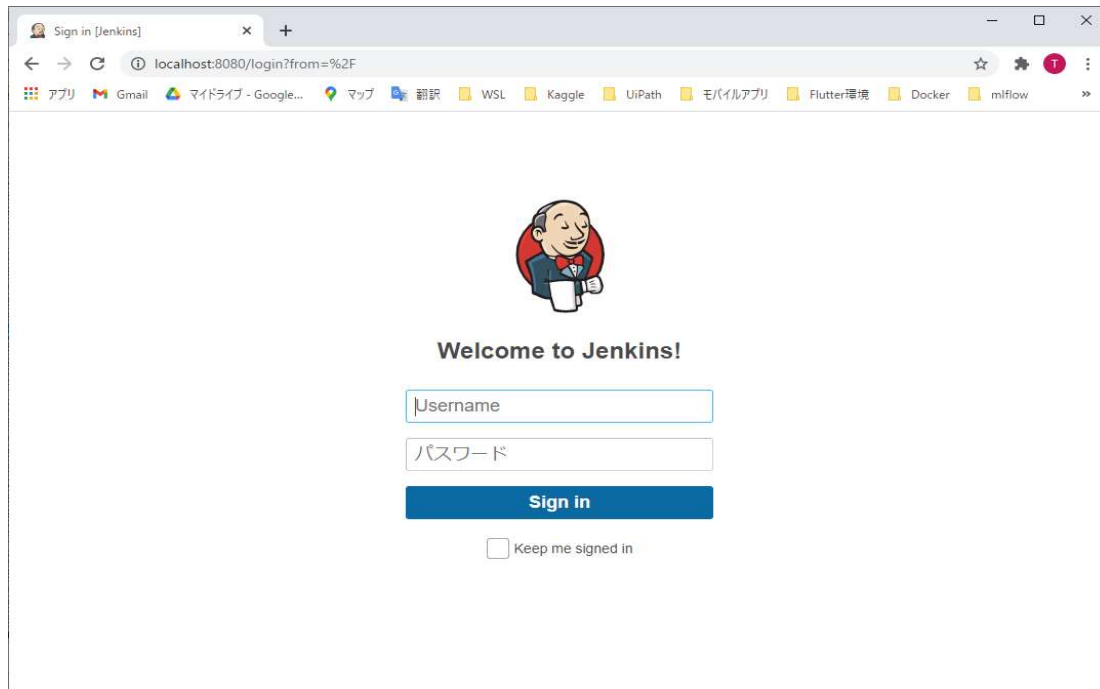 Sign in [Jenkins]
localhost:8080/login?from=%2F
アプリ Gmail マイドライブ - Google... マップ 翻訳 WSL Kaggle UiPath モバイルアプリ Flutter環境 Docker mlflow »
T
Welcome to Jenkins!
Username
パスワード
Sign in
Keep me signed in